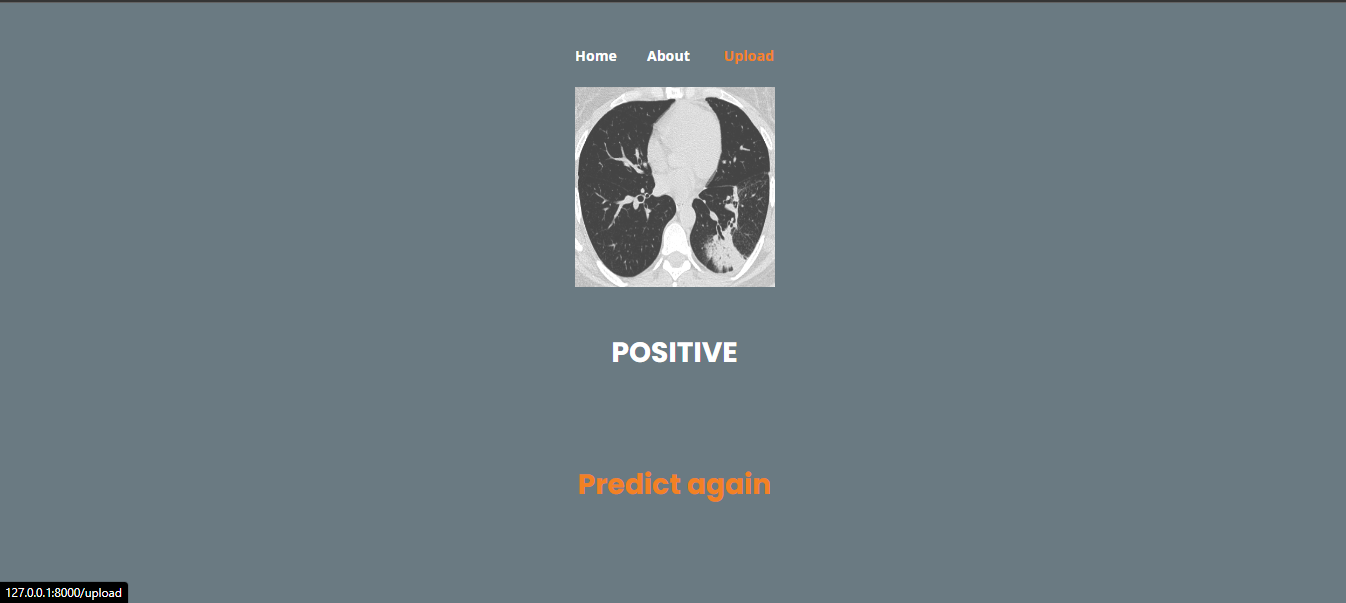 Home About Upload
POSITIVE
Predict again
127.0.0.1:8000/upload